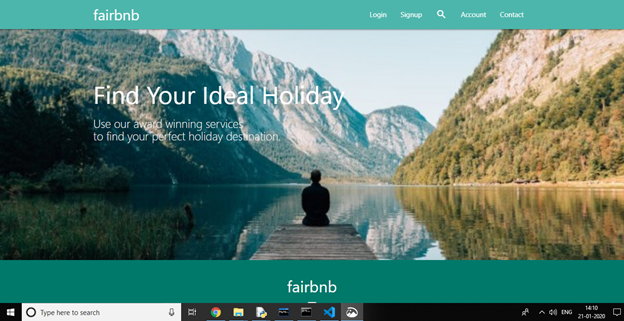 fairbnb
Login Signup Account Contact
Find Your Ideal Holiday
Use our award winning services
to find your perfect holiday destination.
fairbnb
Type here to search
ENG
14:10
21-01-2020